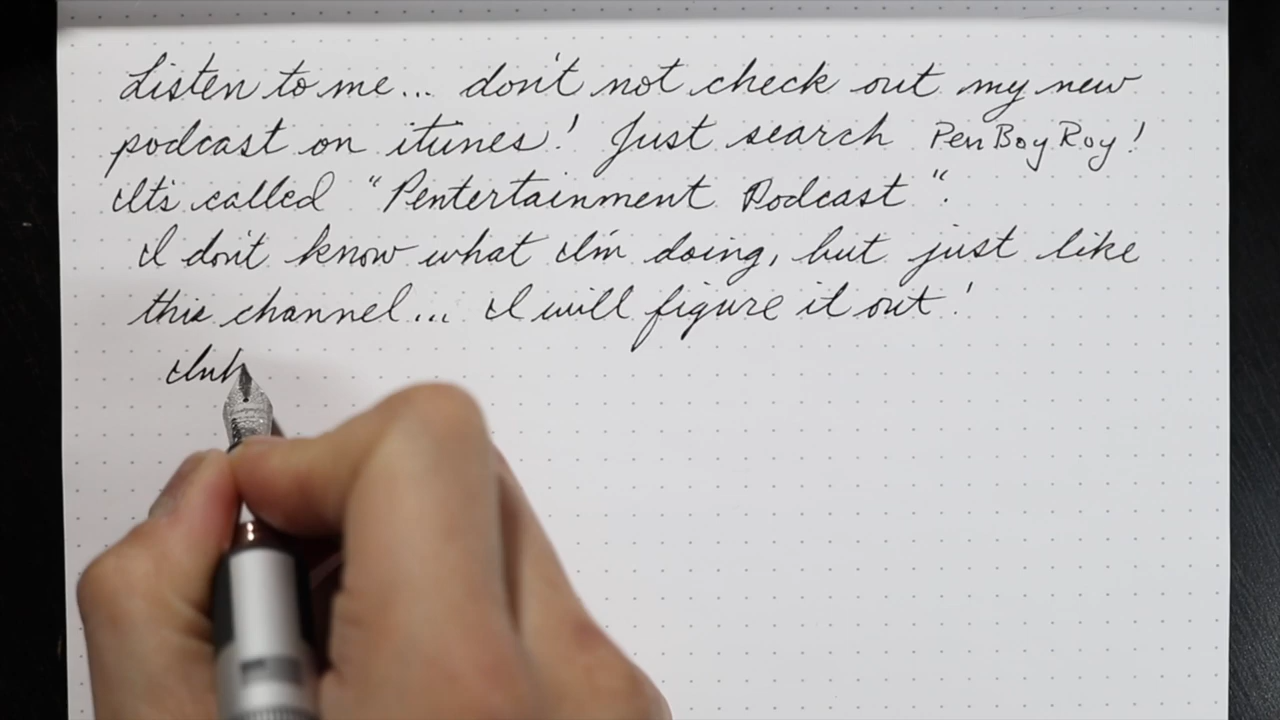 Listen to me... don't not check out my new
podcast on itunes! Just search PenBoyRoy!
It's called "Pentertainment Podcast".
I don't know what I'm doing, but just like
this channel... I will figure it out!